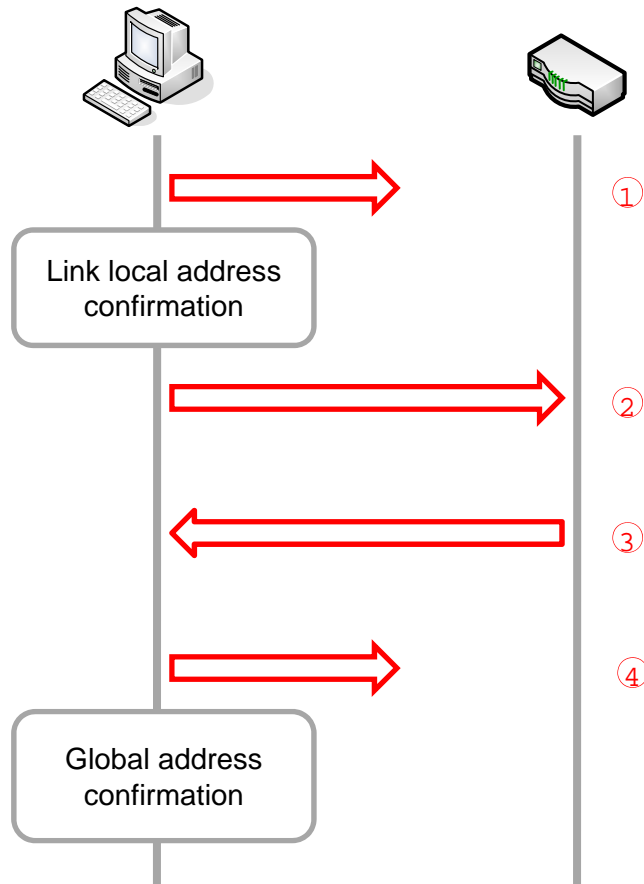 ①
Link local address
confirmation
②
③
④
Global address
confirmation